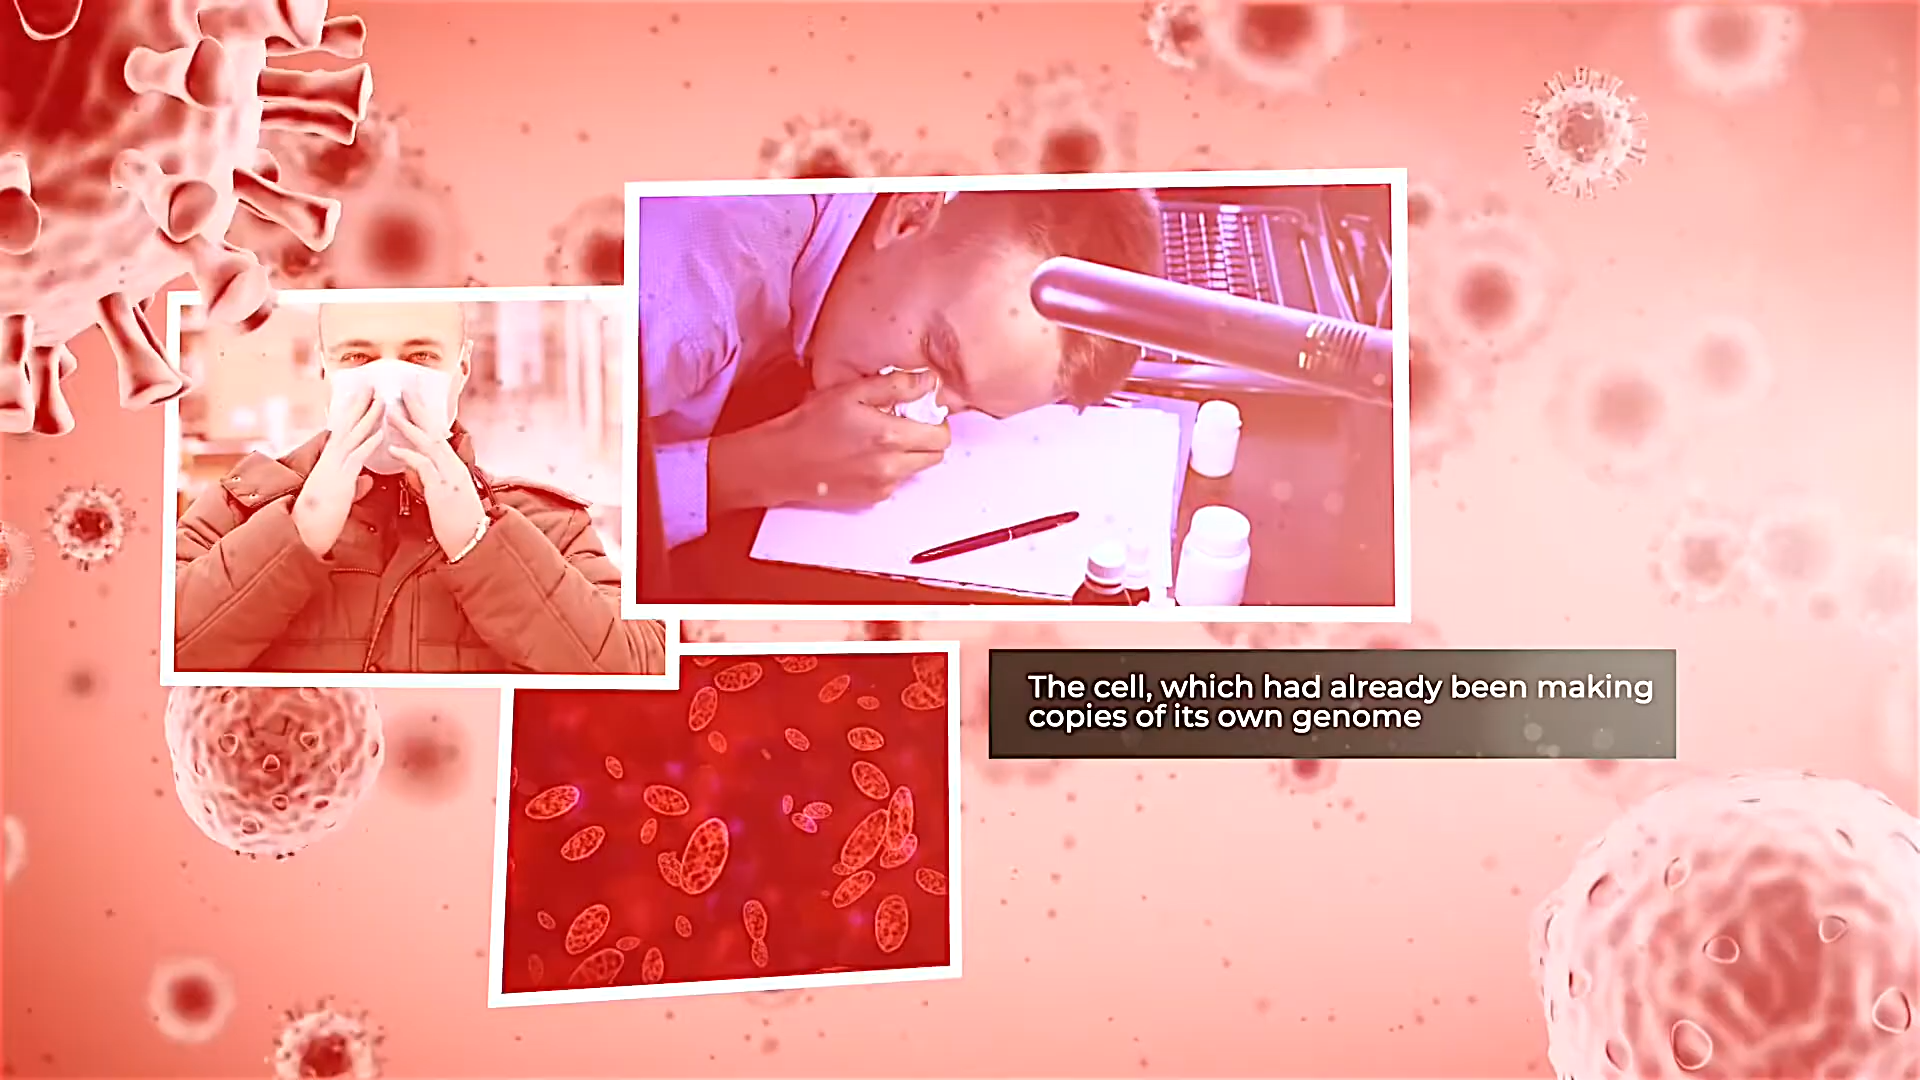 The cell, which had already been making
copies of its own genome